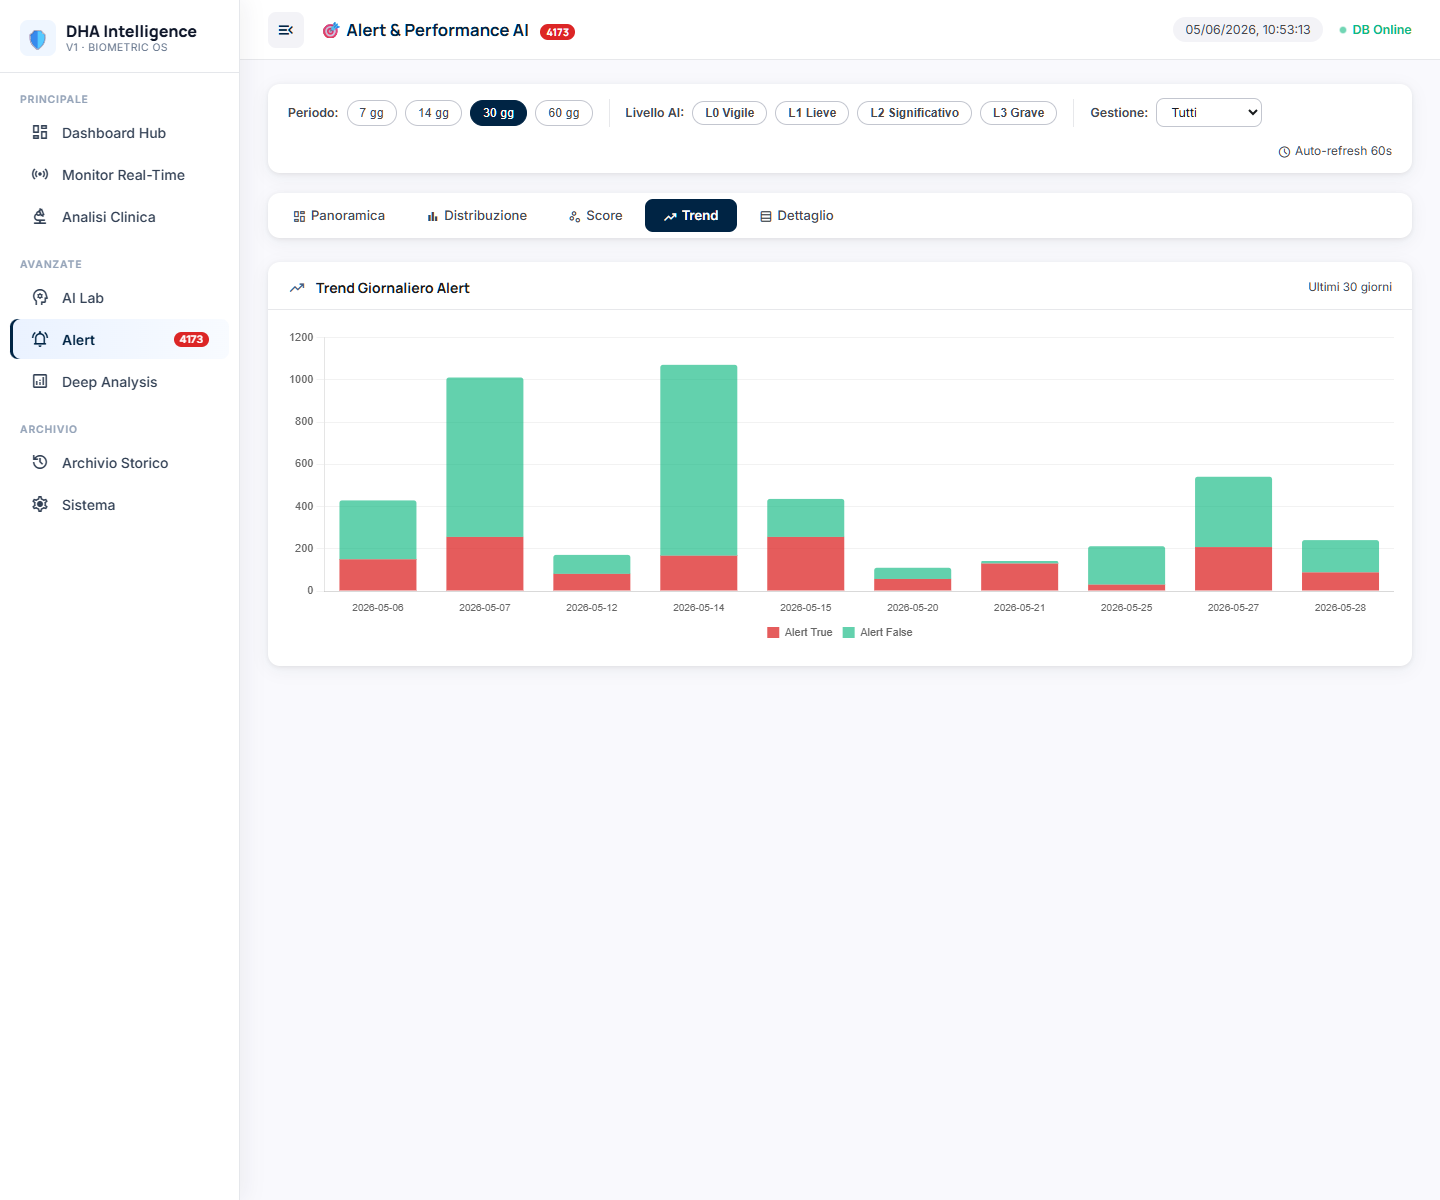 DHA Intelligence
V1 · BIOMETRIC OS
PRINCIPALE
Dashboard Hub
Monitor Real-Time
Analisi Clinica
AVANZATE
AI Lab
Alert 4173
Deep Analysis
ARCHIVIO
Archivio Storico
Sistema
Alert & Performance AI 4173
05/06/2026, 10:53:13 DB Online
Periodo: 7 gg 14 gg 30 gg 60 gg Livello AI: L0 Vigile L1 Lieve L2 Significativo L3 Grave Gestione: Tutti
Auto-refresh 60s
Panoramica Distribuzione Score Trend Dettaglio
Trend Giornaliero Alert Ultimi 30 giorni
1200
1000
800
600
400
200
0
2026-05-06 2026-05-07 2026-05-12 2026-05-14 2026-05-15 2026-05-20 2026-05-21 2026-05-25 2026-05-27 2026-05-28
Alert True Alert False